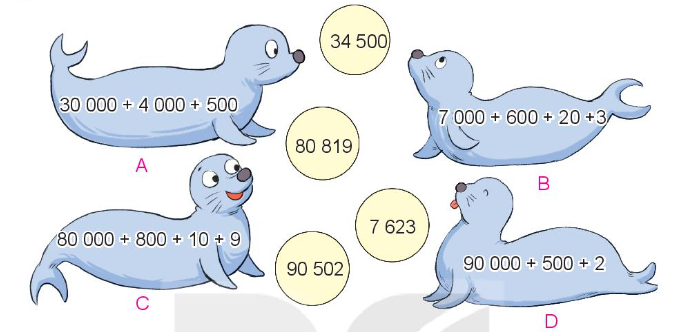 34 500
30 000 + 4 000 + 500
7 000 + 600 + 20 +3
A
80 819
B
80 000 + 800 + 10 + 9
7 623
90 502
90 000 + 500 + 2
C
D